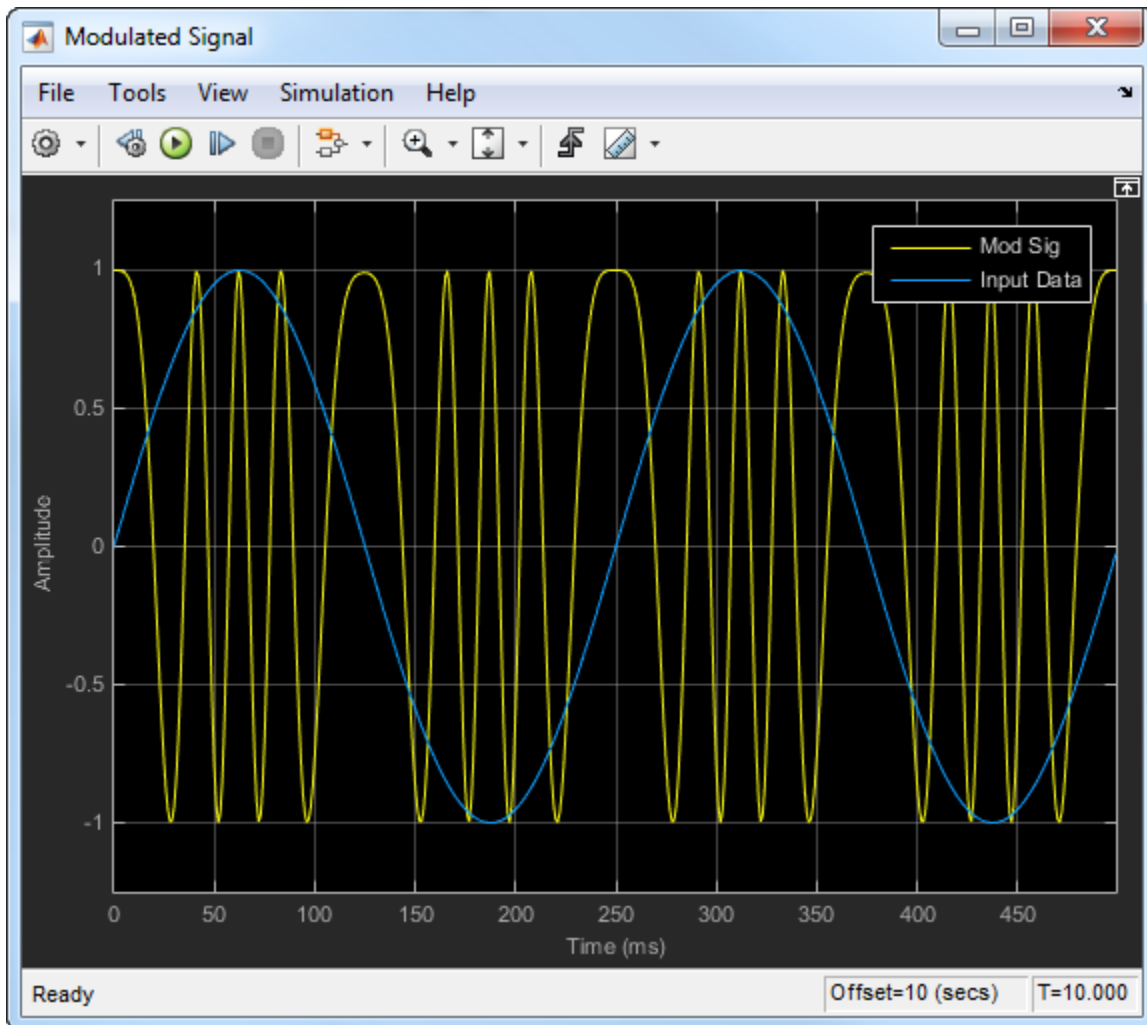 Modulated Signal
File Tools View Simulation Help
Mod Sig
Input Data
1
0.5
0
-0.5
-1
Amplitude
0 50 100 150 200 250 300 350 400 450
Time (ms)
Ready Offset=10 (secs) T=10.000